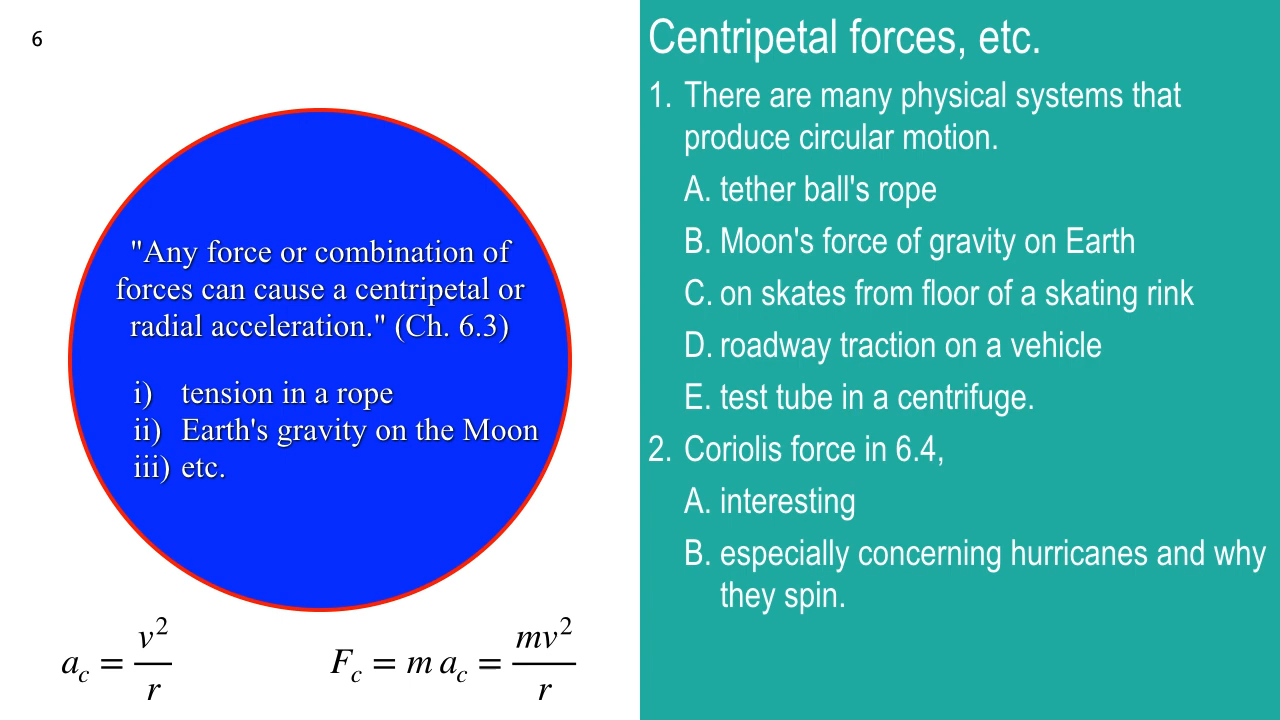 6
"Any force or combination of
forces can cause a centripetal or
radial acceleration." (Ch. 6.3)
i) tension in a rope
ii) Earth's gravity on the Moon
iii) etc.
a_c = v²/r
F_c = m a_c = mv²/r
Centripetal forces, etc.
1. There are many physical systems that
produce circular motion.
A. tether ball's rope
B. Moon's force of gravity on Earth
C. on skates from floor of a skating rink
D. roadway traction on a vehicle
E. test tube in a centrifuge.
2. Coriolis force in 6.4,
A. interesting
B. especially concerning hurricanes and why
they spin.